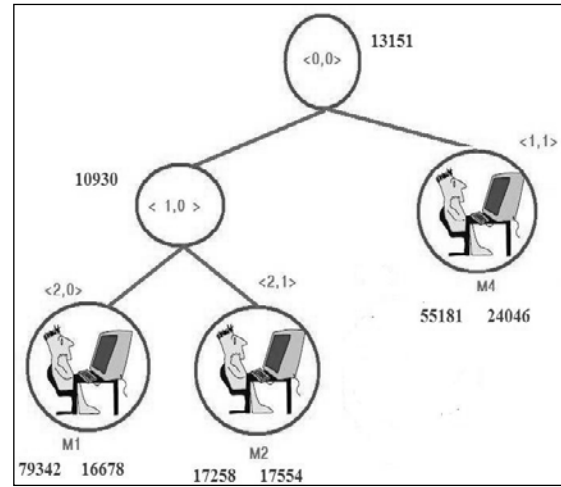 13151
<0,0>
<1,1>
10930
< 1,0 >
<2,0>
<2,1>
M4
55181 24046
M1
M2
79342 16678
17258 17554